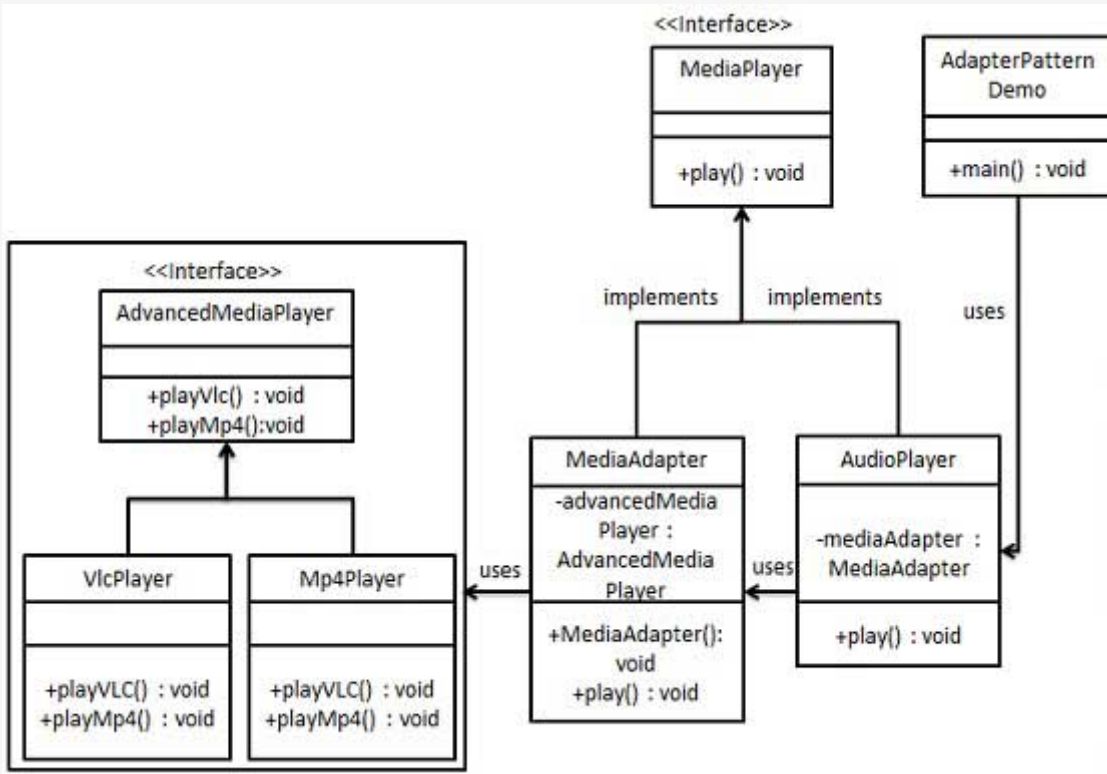 <<Interface>>
MediaPlayer
+play() : void
AdapterPattern
Demo
+main() : void
implements
implements
uses
<<Interface>>
AdvancedMediaPlayer
+playVlc() : void
+playMp4():void
VlcPlayer
+playVLC() : void
+playMp4() : void
Mp4Player
+playVLC() : void
+playMp4() : void
uses
MediaAdapter
-advancedMedia
Player :
AdvancedMedia
Player
+MediaAdapter():
void
+play() : void
uses
AudioPlayer
-mediaAdapter :
MediaAdapter
+play() : void